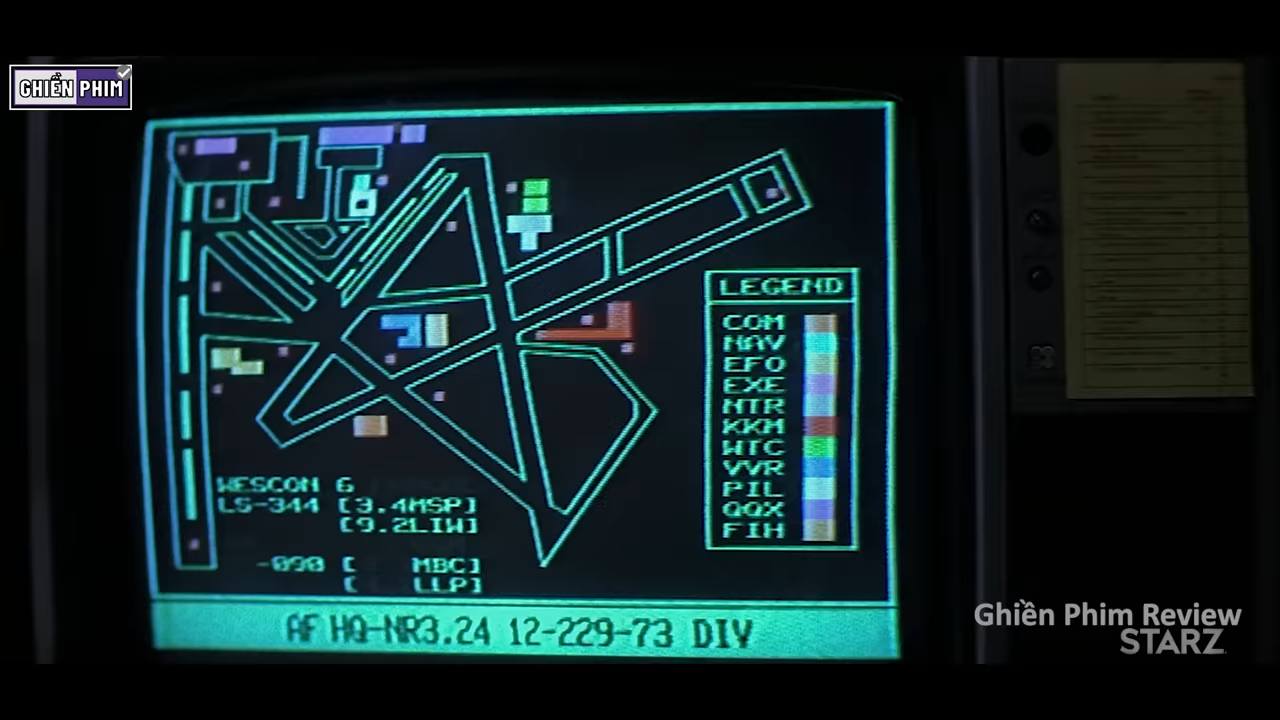 GHIỀN PHIM
LEGEND
COM
NAV
EFO
EXE
NTR
KKM
WTC
VVR
PIL
QQX
FIH
WESCON 6
LS-344 [3.4MSP]
[9.2LIW]
-090 [ MBC]
[ LLP]
AF HQ-NR3.24 12-229-73 DIV
Ghiền Phim Review
STARZ